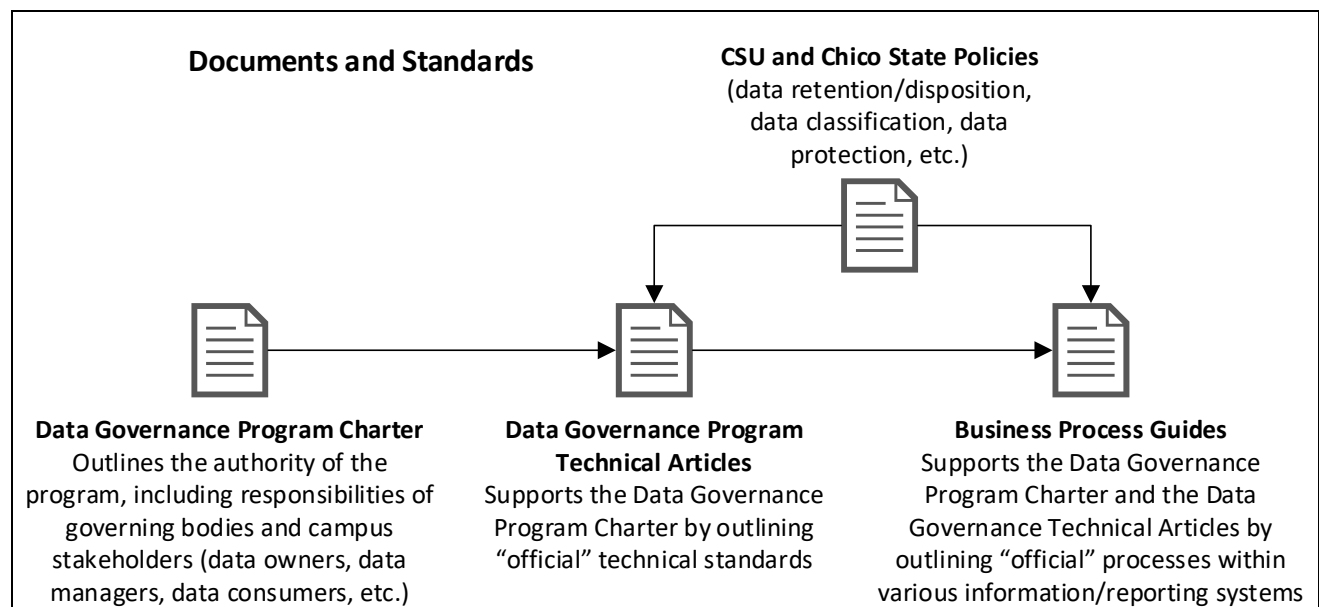 Documents and Standards
CSU and Chico State Policies
(data retention/disposition,
data classification, data
protection, etc.)
Data Governance Program Charter
Outlines the authority of the
program, including responsibilities of
governing bodies and campus
stakeholders (data owners, data
managers, data consumers, etc.)
Data Governance Program
Technical Articles
Supports the Data Governance
Program Charter by outlining
“official” technical standards
Business Process Guides
Supports the Data Governance
Program Charter and the Data
Governance Technical Articles by
outlining “official” processes within
various information/reporting systems